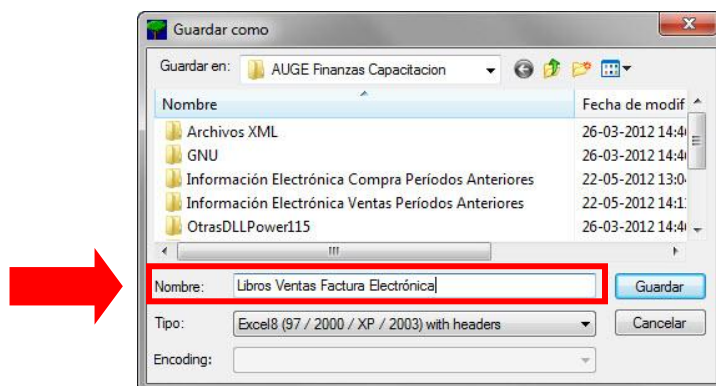 Guardar como
Guardar en: AUGE Finanzas Capacitacion
Nombre Fecha de modif
Archivos XML 26-03-2012 14:4
GNU 26-03-2012 14:4
Información Electrónica Compra Períodos Anteriores 22-05-2012 13:0
Información Electrónica Ventas Períodos Anteriores 22-05-2012 14:1
OtrasDLLPower115 26-03-2012 14:4
Nombre: Libros Ventas Factura Electrónica Guardar
Tipo: Excel8 (97 / 2000 / XP / 2003) with headers Cancelar
Encoding: